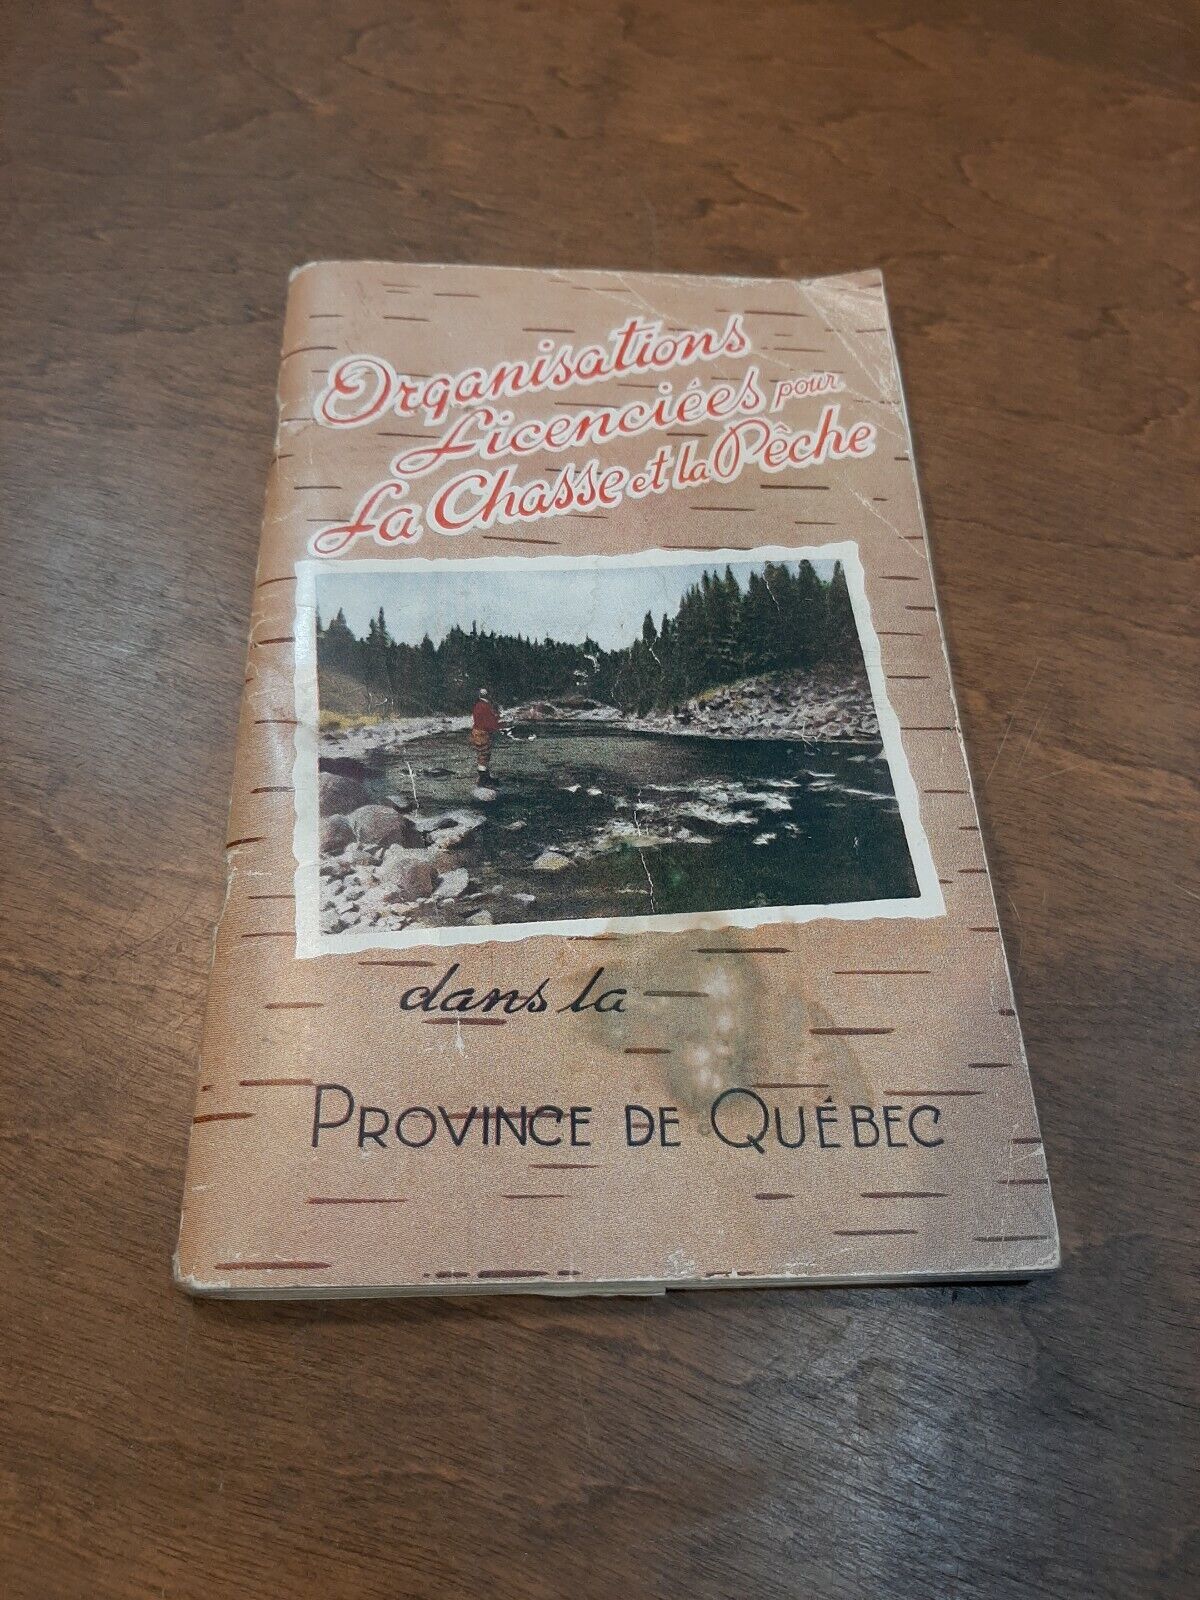 Organisations
Licenciées pour
La Chasse et la Pêche
dans la
PROVINCE DE QUÉBEC